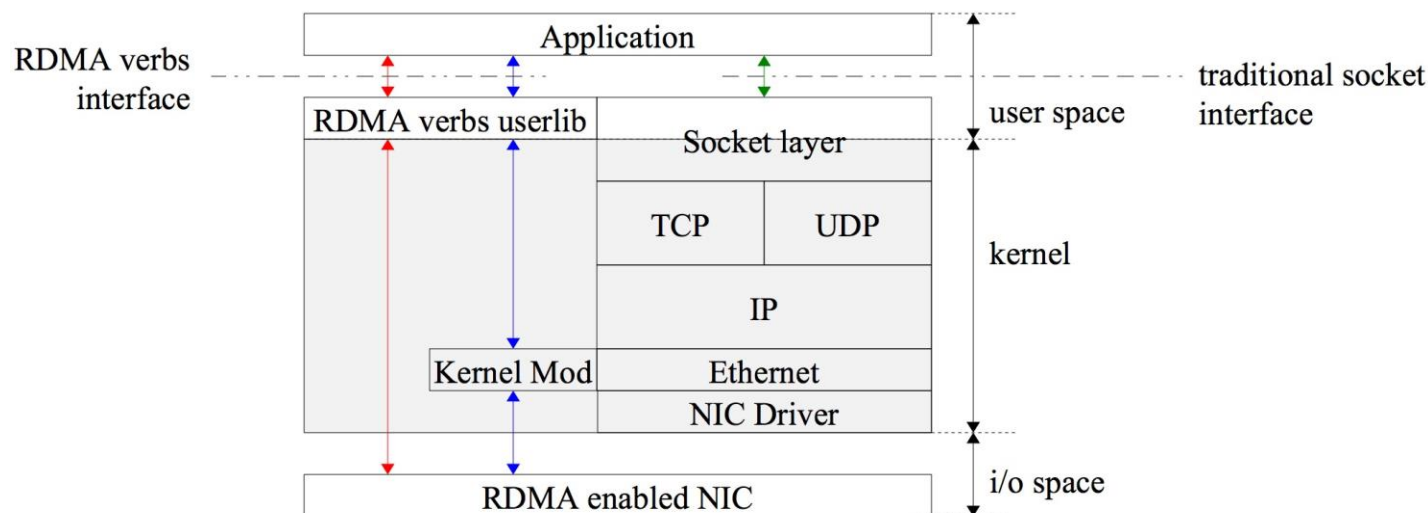 Application
RDMA verbs
interface
traditional socket
interface
RDMA verbs userlib
user space
Socket layer
TCP
UDP
kernel
IP
Kernel Mod
Ethernet
NIC Driver
i/o space
RDMA enabled NIC